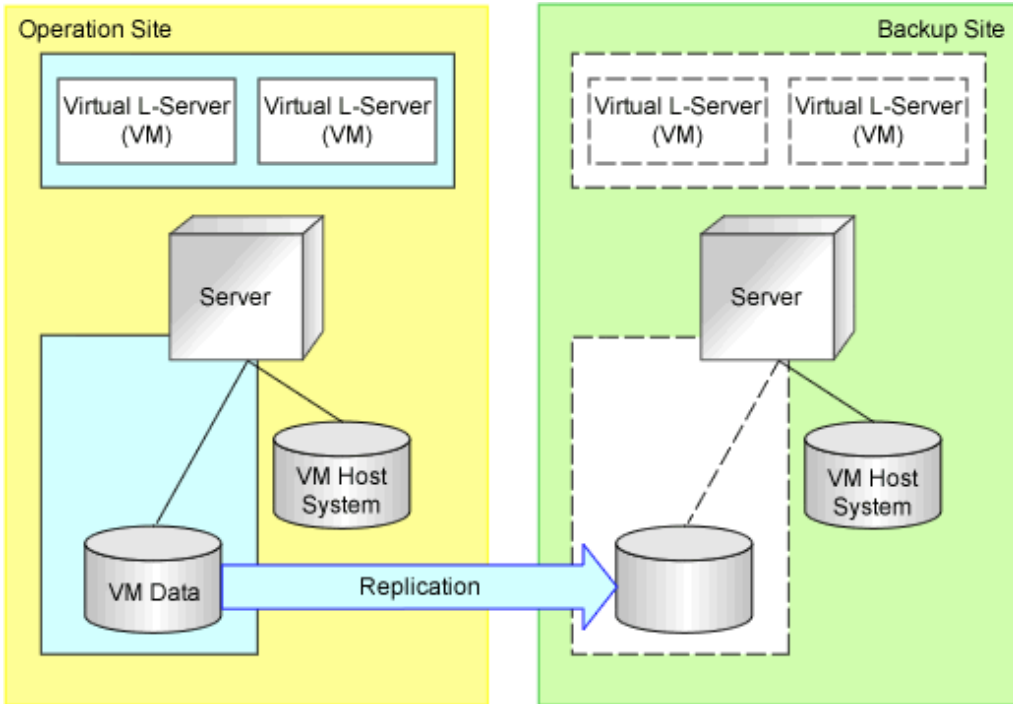 Operation Site
Backup Site
Virtual L-Server
(VM)
Virtual L-Server
(VM)
Virtual L-Server
(VM)
Virtual L-Server
(VM)
Server
Server
VM Host
System
VM Host
System
VM Data
Replication